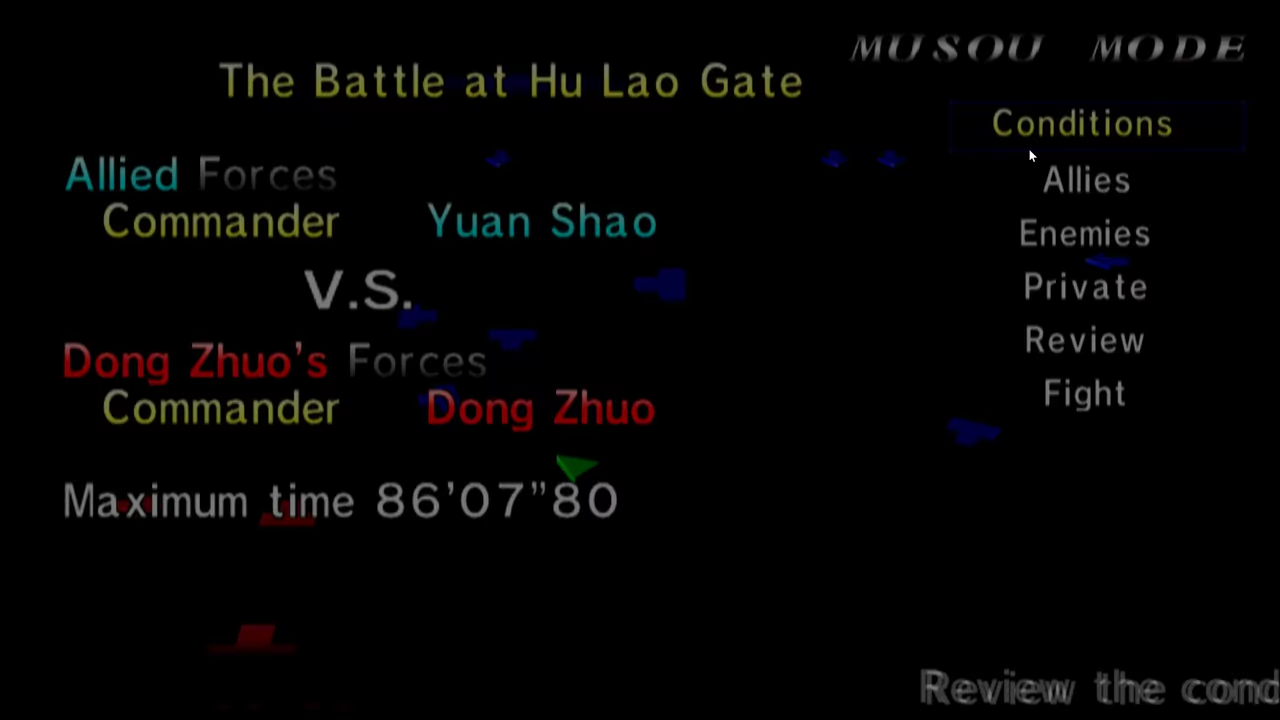 MUSOU MODE
The Battle at Hu Lao Gate
Conditions
Allied Forces
Allies
Commander Yuan Shao
Enemies
V.S.
Private
Review
Dong Zhuo's Forces
Fight
Commander Dong Zhuo
Maximum time 86'07"80
Review the cond